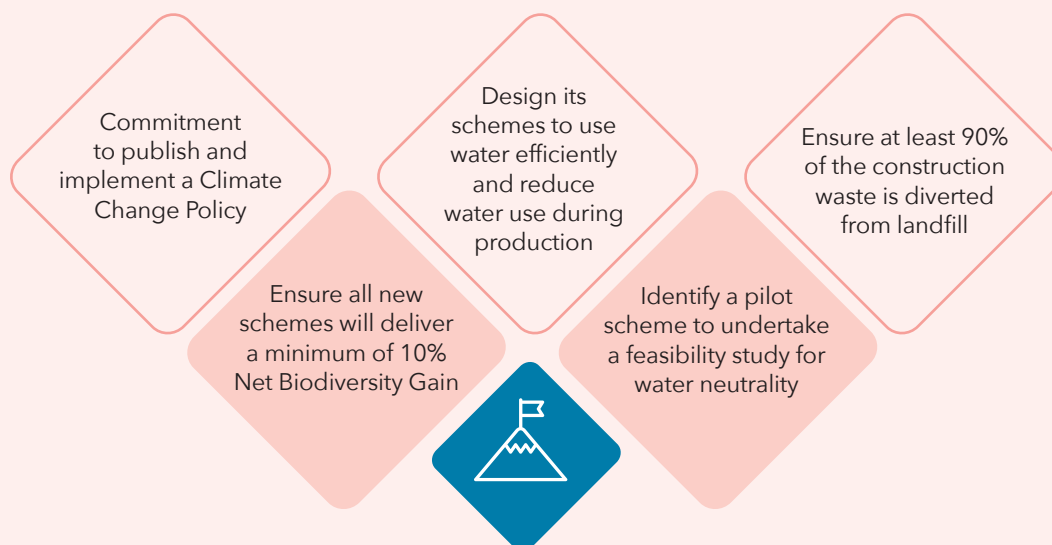 Commitment
to publish and
implement a Climate
Change Policy
Design its
schemes to use
water efficiently
and reduce
water use during
production
Ensure at least 90%
of the construction
waste is diverted
from landfill
Ensure all new
schemes will deliver
a minimum of 10%
Net Biodiversity Gain
Identify a pilot
scheme to undertake
a feasibility study for
water neutrality